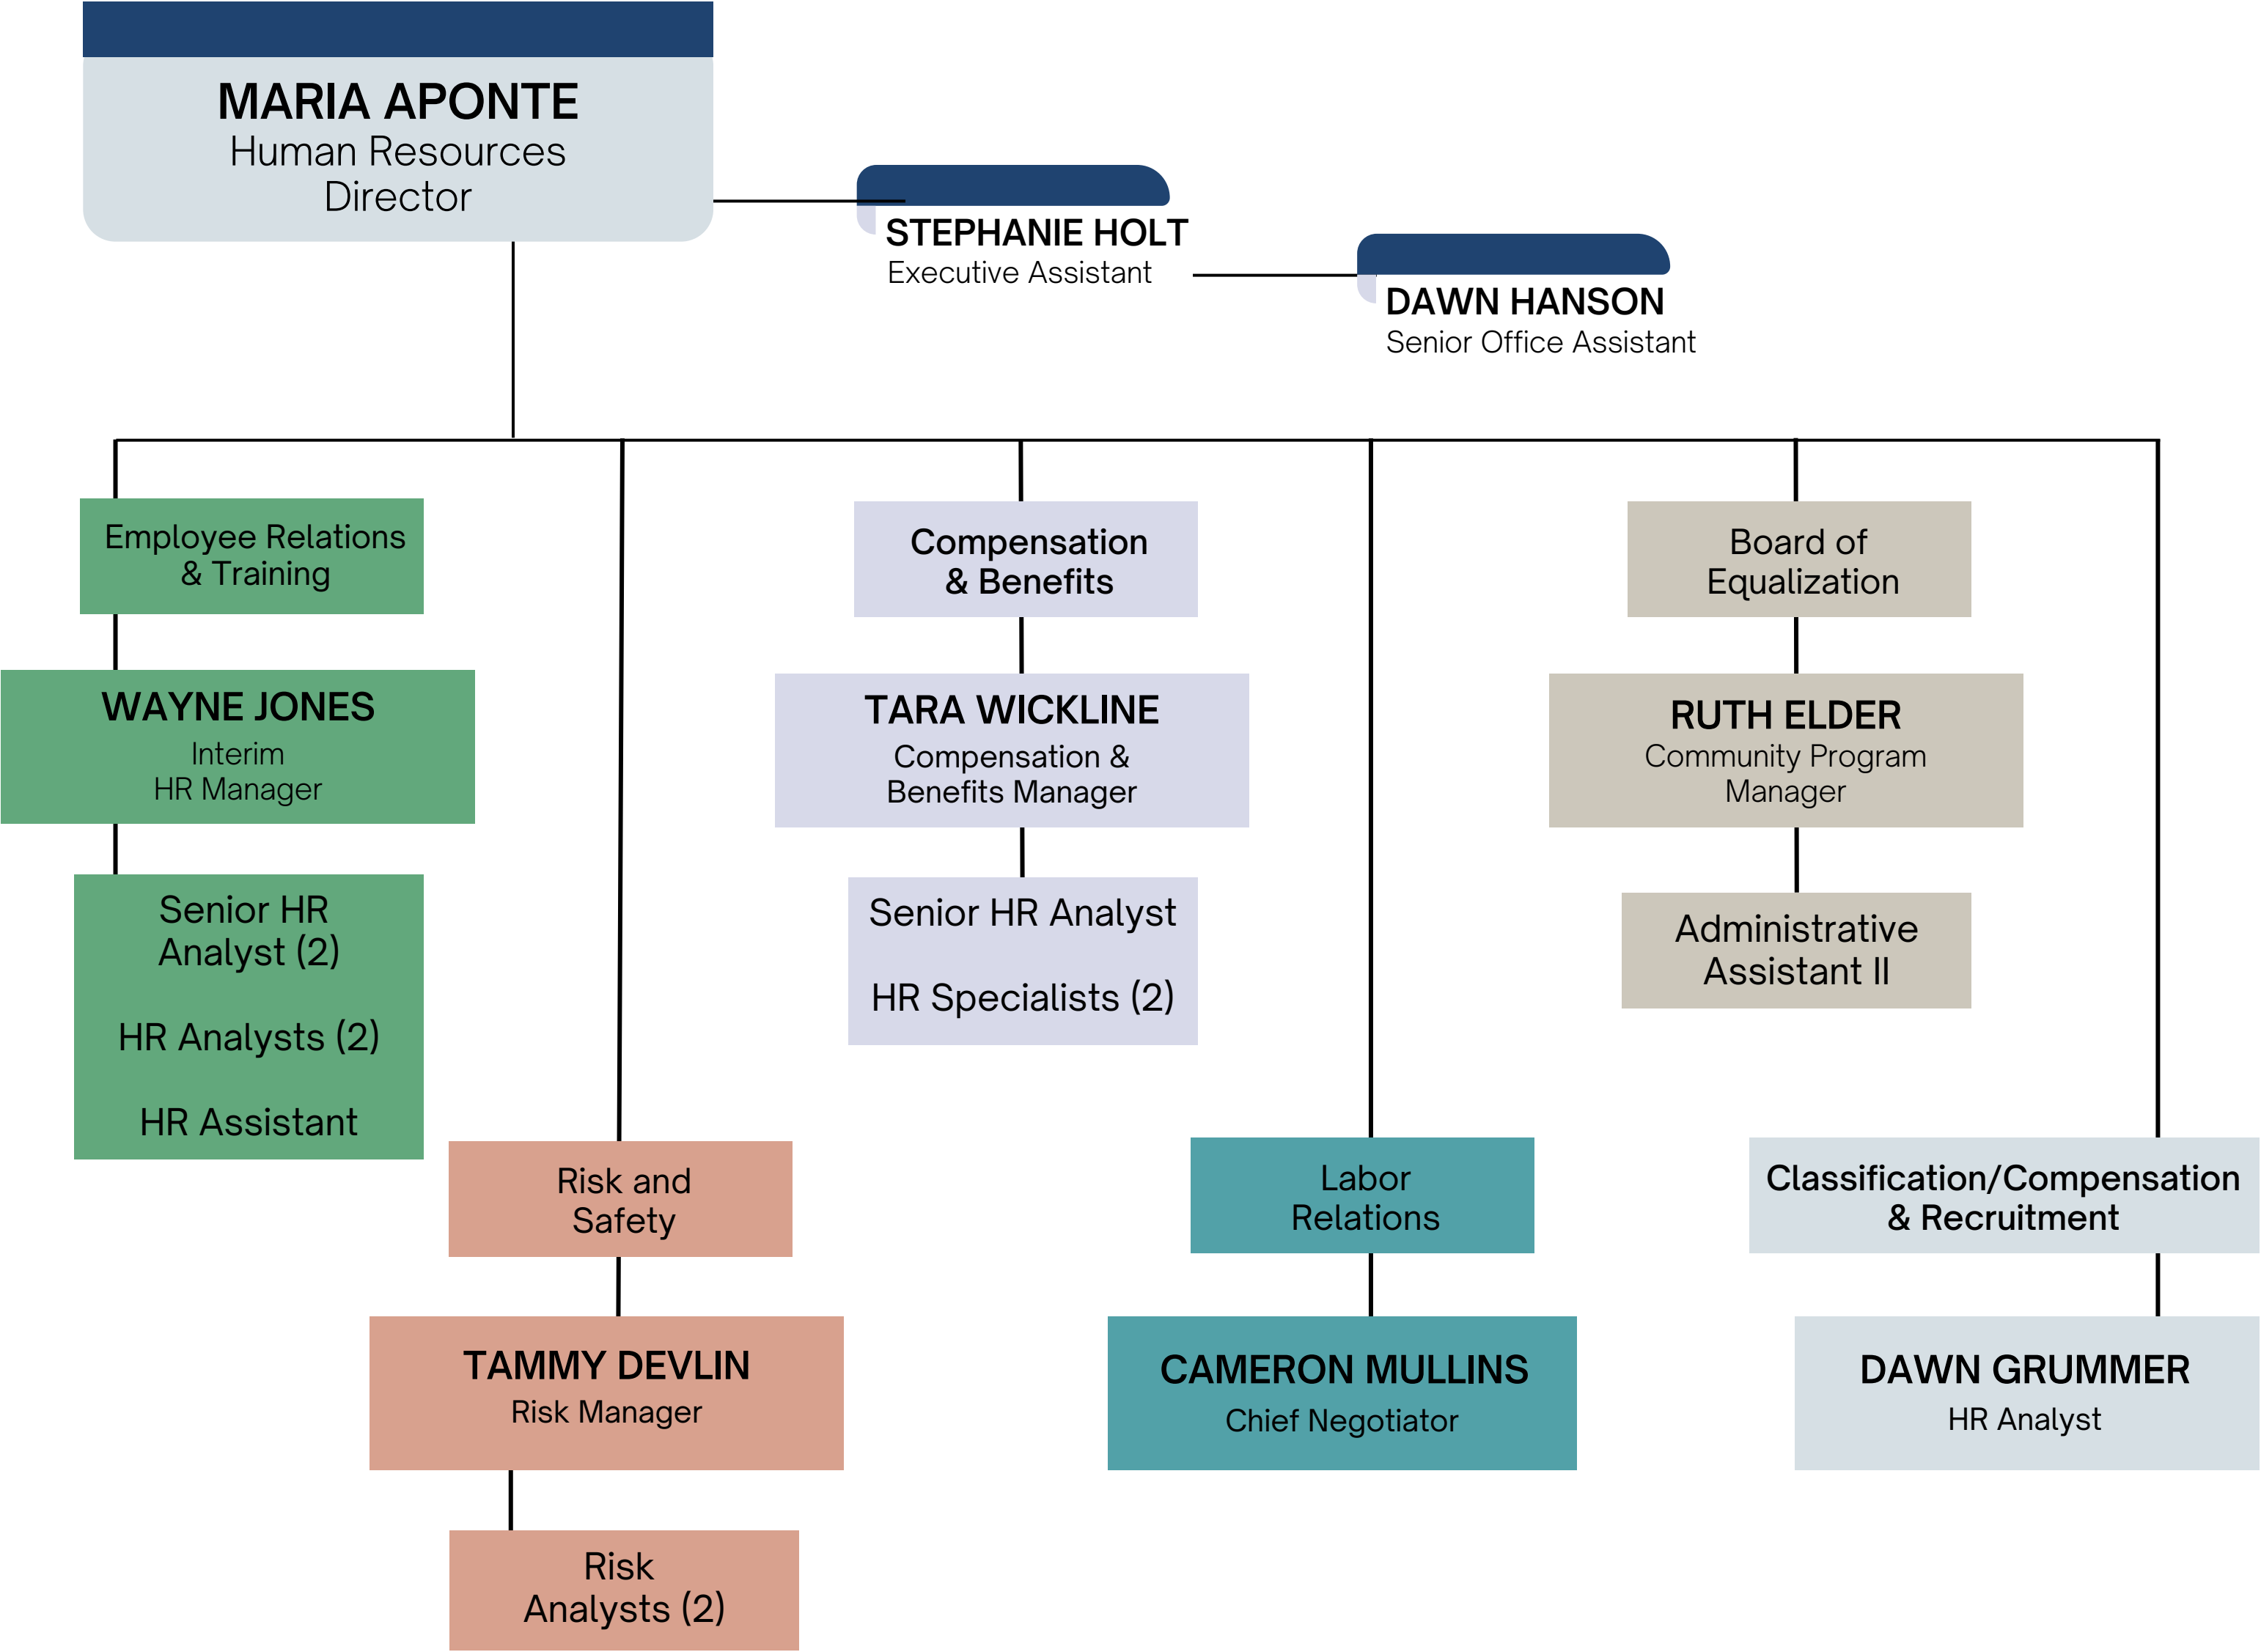 MARIA APONTE
Human Resources
Director
STEPHANIE HOLT
Executive Assistant
DAWN HANSON
Senior Office Assistant
Employee Relations
& Training
WAYNE JONES
Interim
HR Manager
Senior HR
Analyst (2)
HR Analysts (2)
HR Assistant
Risk and
Safety
TAMMY DEVLIN
Risk Manager
Risk
Analysts (2)
Compensation
& Benefits
TARA WICKLINE
Compensation &
Benefits Manager
Senior HR Analyst
HR Specialists (2)
Labor
Relations
CAMERON MULLINS
Chief Negotiator
Board of
Equalization
RUTH ELDER
Community Program
Manager
Administrative
Assistant II
Classification/Compensation
& Recruitment
DAWN GRUMMER
HR Analyst